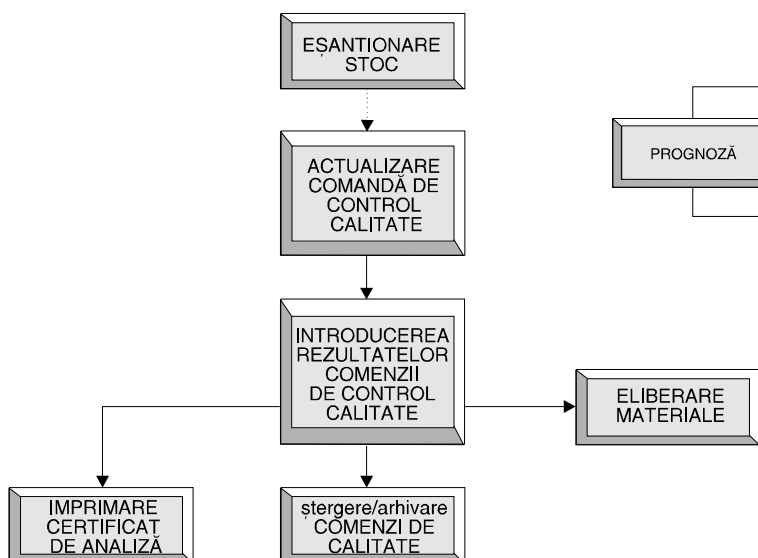 EȘANTIONARE
STOC
ACTUALIZARE
COMANDĂ DE
CONTROL
CALITATE
PROGNOZĂ
INTRODUCEREA
REZULTATELOR
COMENZII
DE CONTROL
CALITATE
ELIBERARE
MATERIALE
IMPRIMARE
CERTIFICAT
DE ANALIZĂ
ștergere/arhivare
COMENZI DE
CALITATE